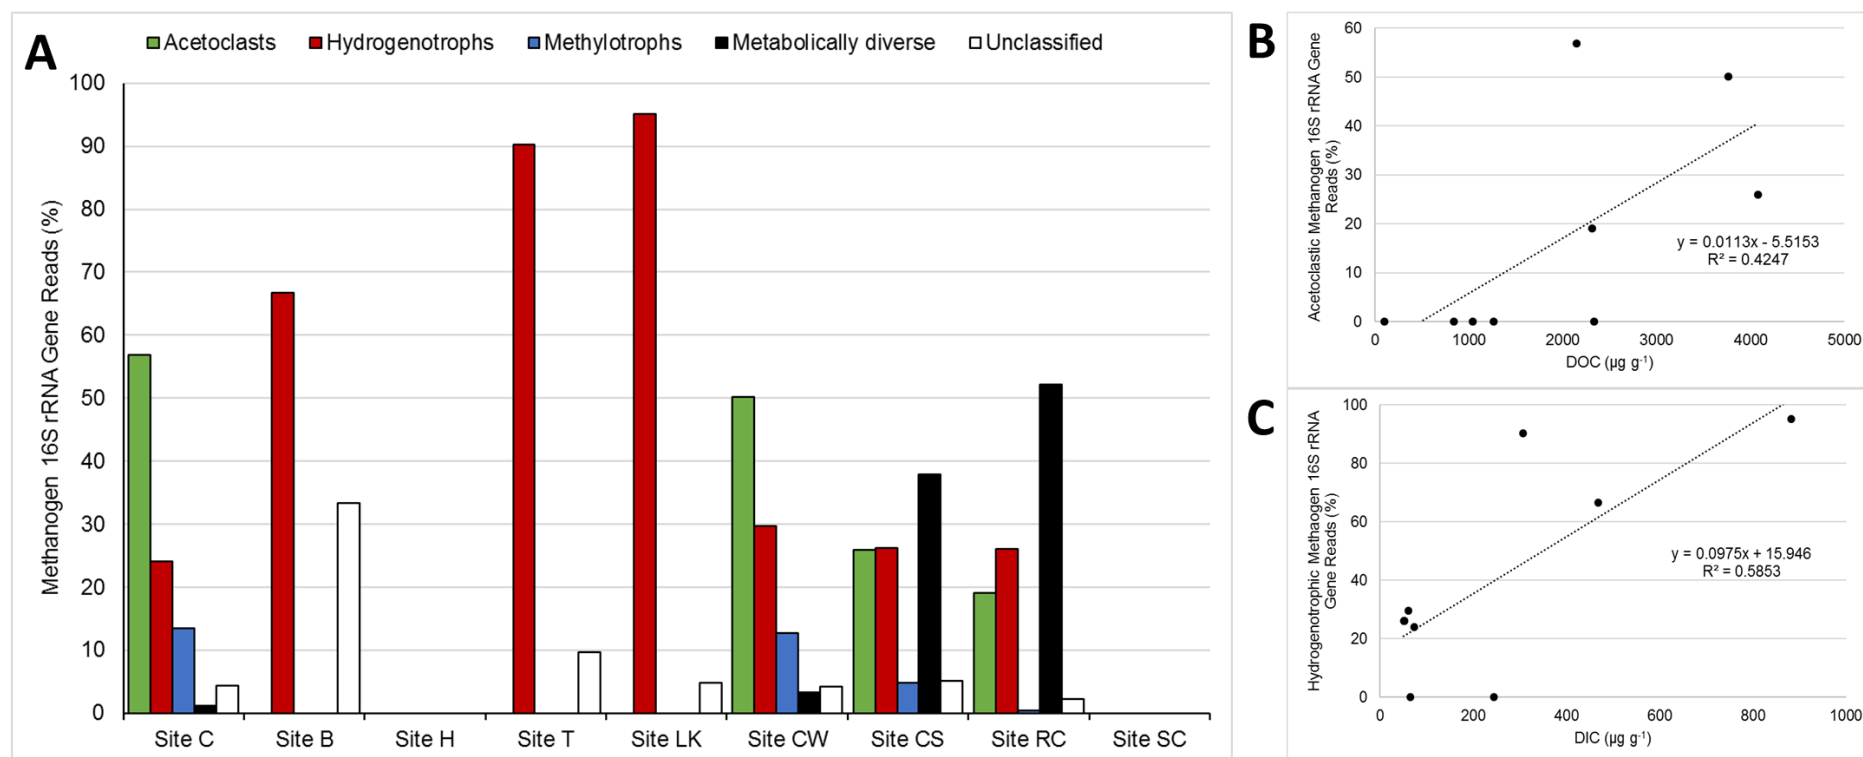 A
Acetoclasts Hydrogenotrophs Methylotrophs Metabolically diverse Unclassified
Methanogen 16S rRNA Gene Reads (%)
100
90
80
70
60
50
40
30
20
10
0
Site C Site B Site H Site T Site LK Site CW Site CS Site RC Site SC
B
Acetoclastic Methanogen 16S rRNA Gene
Reads (%)
60
50
40
30
20
10
0
y = 0.0113x - 5.5153
R² = 0.4247
0 1000 2000 3000 4000 5000
DOC (µg g⁻¹)
C
Hydrogenotrophic Methaogen 16S rRNA
Gene Reads (%)
100
80
60
40
20
0
y = 0.0975x + 15.946
R² = 0.5853
0 200 400 600 800 1000
DIC (µg g⁻¹)